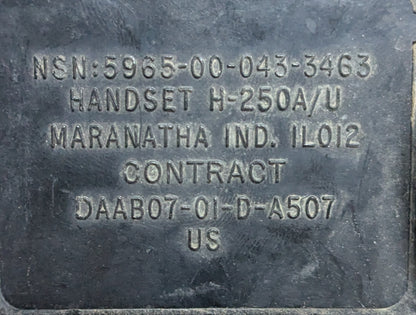 NSN:5965-00-043-3463
HANDSET H-250A/U
MARANATHA IND. IL012
CONTRACT
DAAB07-01-D-A507
US